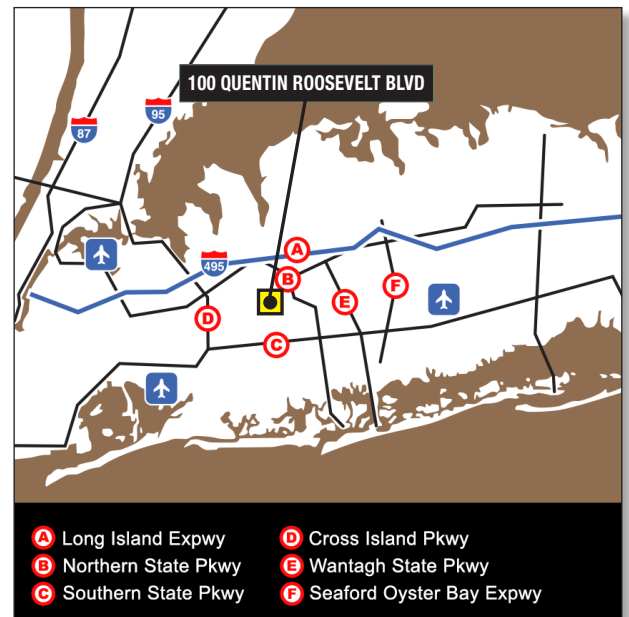 100 QUENTIN ROOSEVELT BLVD
95
87
A
495
B
F
E
D
C
A Long Island Expwy
B Northern State Pkwy
C Southern State Pkwy
D Cross Island Pkwy
E Wantagh State Pkwy
F Seaford Oyster Bay Expwy